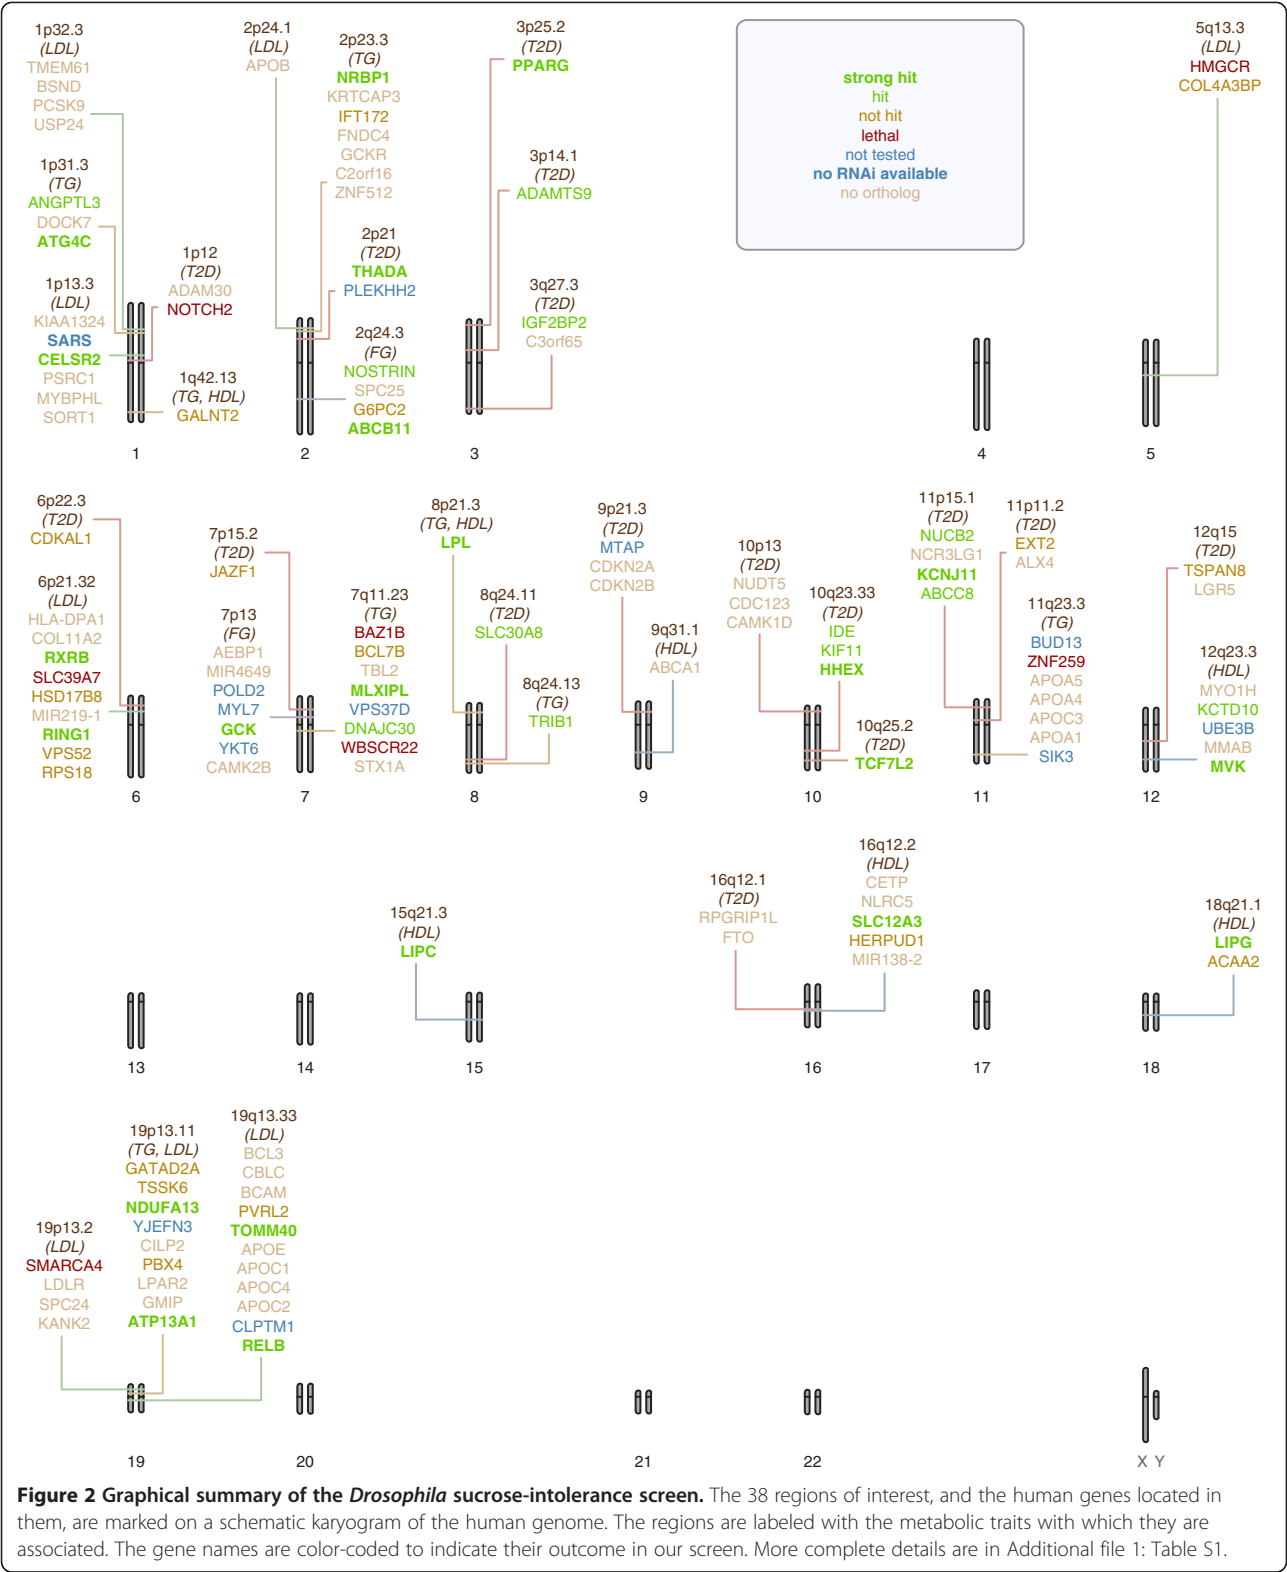 1p32.3
(LDL)
TMEM61
BSND
PCSK9
USP24
1p31.3
(TG)
ANGPTL3
DOCK7
ATG4C
1p13.3
(LDL)
KIAA1324
SARS
CELSR2
PSRC1
MYBPHL
SORT1
1p12
(T2D)
ADAM30
NOTCH2
1q42.13
(TG, HDL)
GALNT2
1
2p24.1
(LDL)
APOB
2p23.3
(TG)
NRBP1
KRTCAP3
IFT172
FNDC4
GCKR
C2orf16
ZNF512
2p21
(T2D)
THADA
PLEKHH2
2q24.3
(FG)
NOSTRIN
SPC25
G6PC2
ABCB11
2
3p25.2
(T2D)
PPARG
3p14.1
(T2D)
ADAMTS9
3q27.3
(T2D)
IGF2BP2
C3orf65
3
strong hit
hit
not hit
lethal
not tested
no RNAi available
no ortholog
4
5q13.3
(LDL)
HMGCR
COL4A3BP
5
6p22.3
(T2D)
CDKAL1
6p21.32
(LDL)
HLA-DPA1
COL11A2
RXRB
SLC39A7
HSD17B8
MIR219-1
RING1
VPS52
RPS18
6
7p15.2
(T2D)
JAZF1
7p13
(FG)
AEBP1
MIR4649
POLD2
MYL7
GCK
YKT6
CAMK2B
7q11.23
(TG)
BAZ1B
BCL7B
TBL2
MLXIPL
VPS37D
DNAJC30
WBSCR22
STX1A
7
8p21.3
(TG, HDL)
LPL
8q24.11
(T2D)
SLC30A8
8q24.13
(TG)
TRIB1
8
9p21.3
(T2D)
MTAP
CDKN2A
CDKN2B
9q31.1
(HDL)
ABCA1
9
10p13
(T2D)
NUDT5
CDC123
CAMK1D
10q23.33
(T2D)
IDE
KIF11
HHEX
10q25.2
(T2D)
TCF7L2
10
11p15.1
(T2D)
NUCB2
NCR3LG1
KCNJ11
ABCC8
11p11.2
(T2D)
EXT2
ALX4
11q23.3
(TG)
BUD13
ZNF259
APOA5
APOA4
APOC3
APOA1
SIK3
11
12q15
(T2D)
TSPAN8
LGR5
12q23.3
(HDL)
MYO1H
KCTD10
UBE3B
MMAB
MVK
12
13
14
15q21.3
(HDL)
LIPC
15
16q12.1
(T2D)
RPGRIP1L
FTO
16q12.2
(HDL)
CETP
NLRC5
SLC12A3
HERPUD1
MIR138-2
16
17
18q21.1
(HDL)
LIPG
ACAA2
18
19p13.2
(LDL)
SMARCA4
LDLR
SPC24
KANK2
19p13.11
(TG, LDL)
GATAD2A
TSSK6
NDUFA13
YJEFN3
CILP2
PBX4
LPAR2
GMIP
ATP13A1
19q13.33
(LDL)
BCL3
CBLC
BCAM
PVRL2
TOMM40
APOE
APOC1
APOC4
APOC2
CLPTM1
RELB
19
20
21
22
X Y
Figure 2 Graphical summary of the Drosophila sucrose-intolerance screen. The 38 regions of interest, and the human genes located in
them, are marked on a schematic karyogram of the human genome. The regions are labeled with the metabolic traits with which they are
associated. The gene names are color-coded to indicate their outcome in our screen. More complete details are in Additional file 1: Table S1.